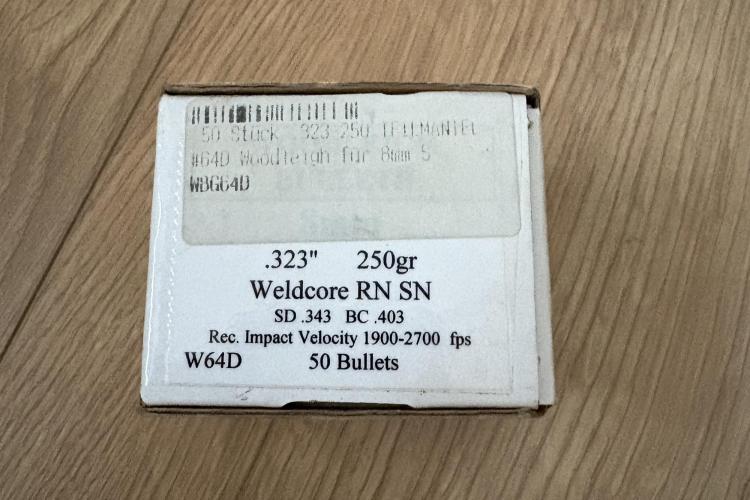 50 Stück .323 250 TEILMANTEL
#64D Woodleigh für 8mm S
WBG64D
.323" 250gr
Weldcore RN SN
SD .343 BC .403
Rec. Impact Velocity 1900-2700 fps
W64D 50 Bullets